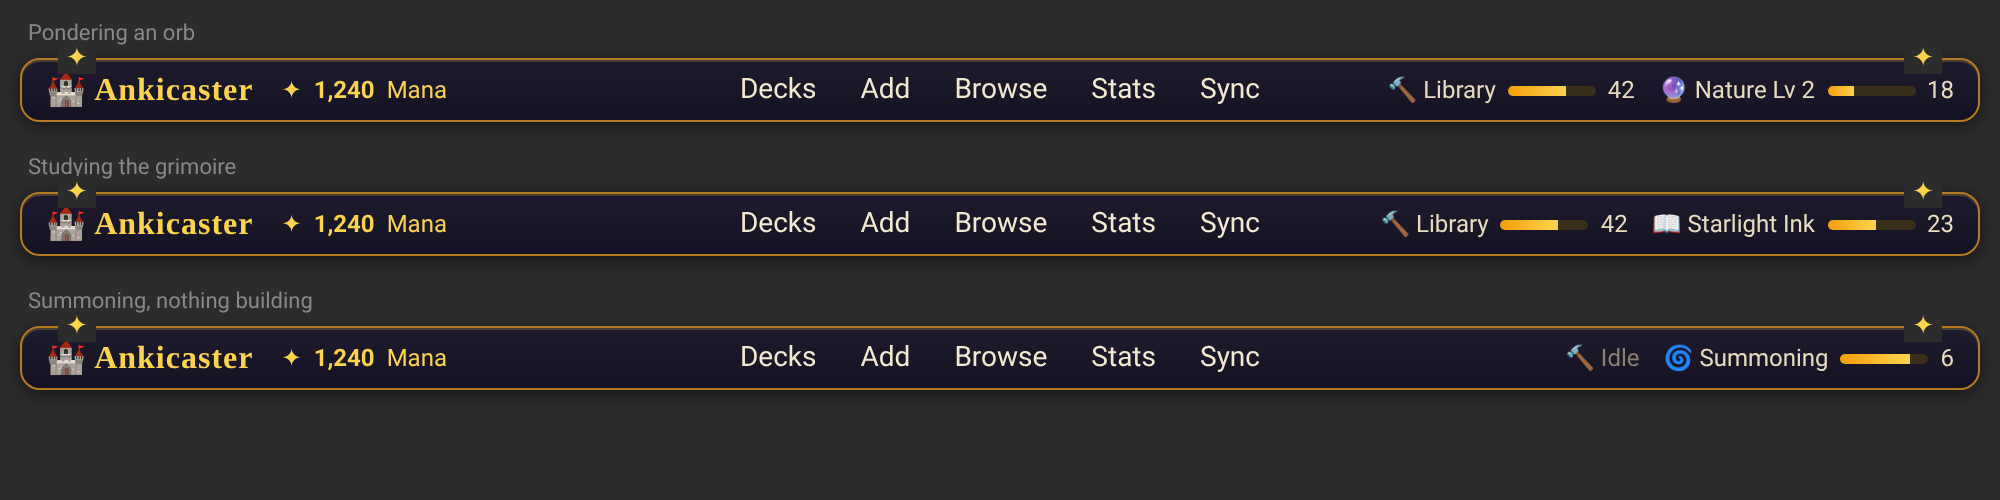 Pondering an orb
Ankicaster 1,240 Mana Decks Add Browse Stats Sync Library 42 Nature Lv 2 18
Studying the grimoire
Ankicaster 1,240 Mana Decks Add Browse Stats Sync Library 42 Starlight Ink 23
Summoning, nothing building
Ankicaster 1,240 Mana Decks Add Browse Stats Sync Idle Summoning 6